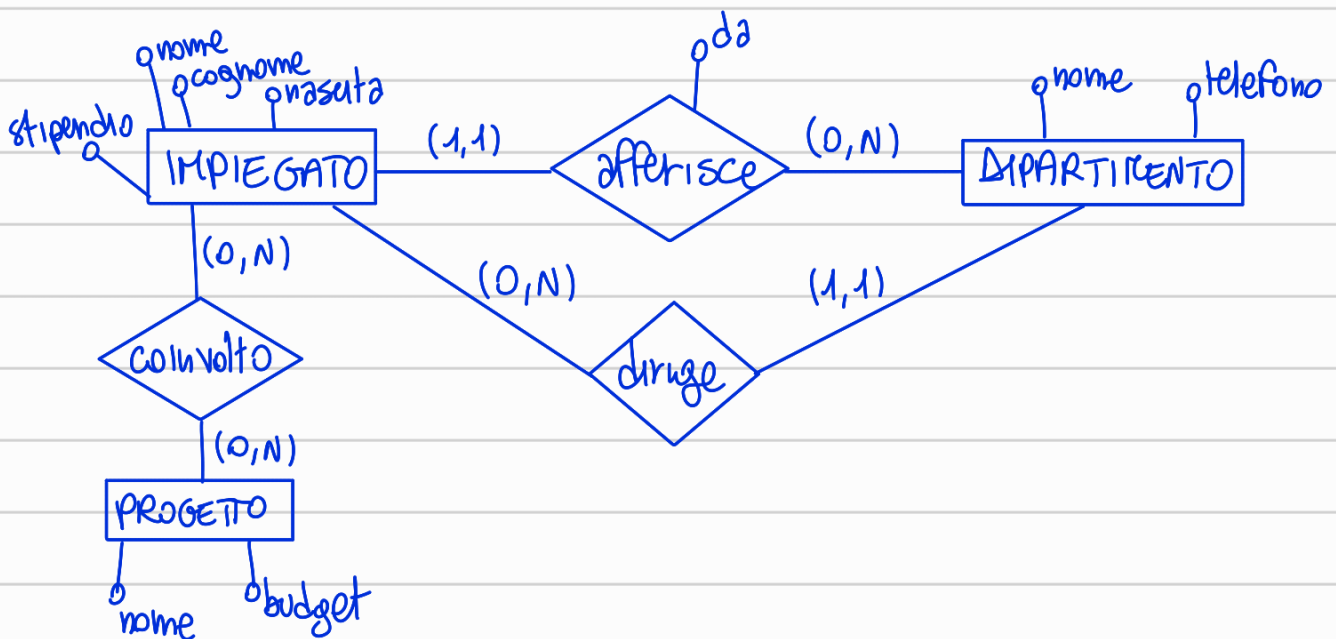 nome
cognome
nascita
stipendio
IMPIEGATO
(1,1)
da
afferisce
(0,N)
nome
telefono
DIPARTIMENTO
(0,N)
(0,N)
(1,1)
coinvolto
dirige
(0,N)
PROGETTO
nome
budget